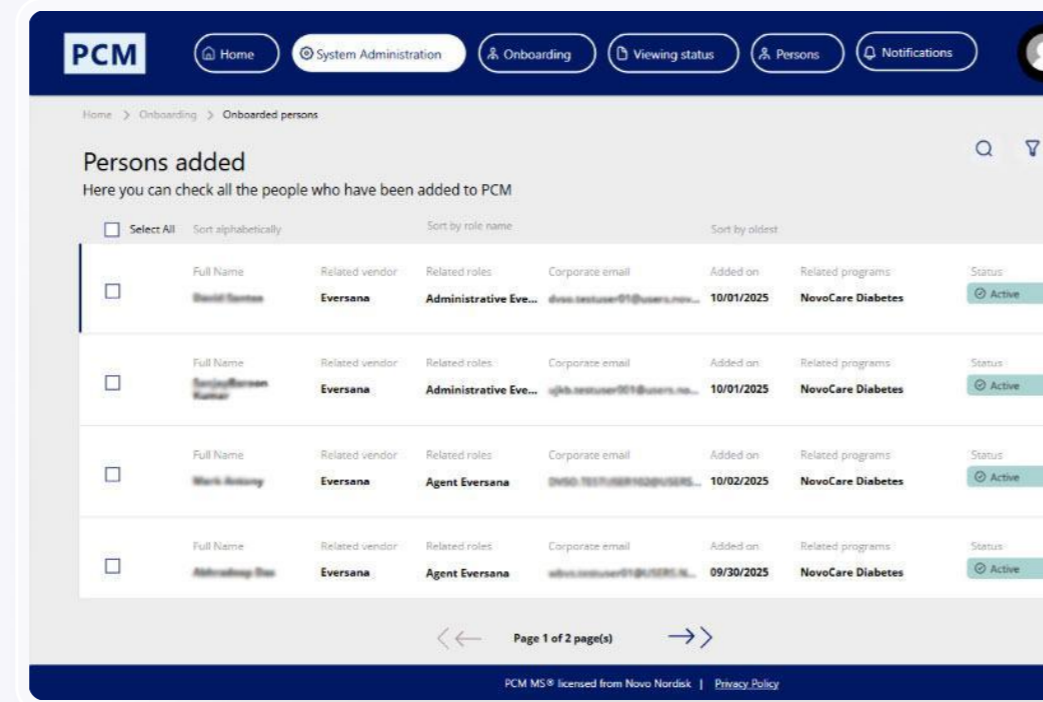 PCM Home System Administration Onboarding Viewing status Persons Notifications
Home > Onboarding > Onboarded persons
Persons added
Here you can check all the people who have been added to PCM
Select All Sort alphabetically Sort by role name Sort by oldest
Full Name Related vendor Related roles Corporate email Added on Related programs Status
Eversana Administrative Eve... 10/01/2025 NovoCare Diabetes Active
Full Name Related vendor Related roles Corporate email Added on Related programs Status
Eversana Administrative Eve... 10/01/2025 NovoCare Diabetes Active
Full Name Related vendor Related roles Corporate email Added on Related programs Status
Eversana Agent Eversana 10/02/2025 NovoCare Diabetes Active
Full Name Related vendor Related roles Corporate email Added on Related programs Status
Eversana Agent Eversana 09/30/2025 NovoCare Diabetes Active
Page 1 of 2 page(s)
PCM MS® licensed from Novo Nordisk | Privacy Policy